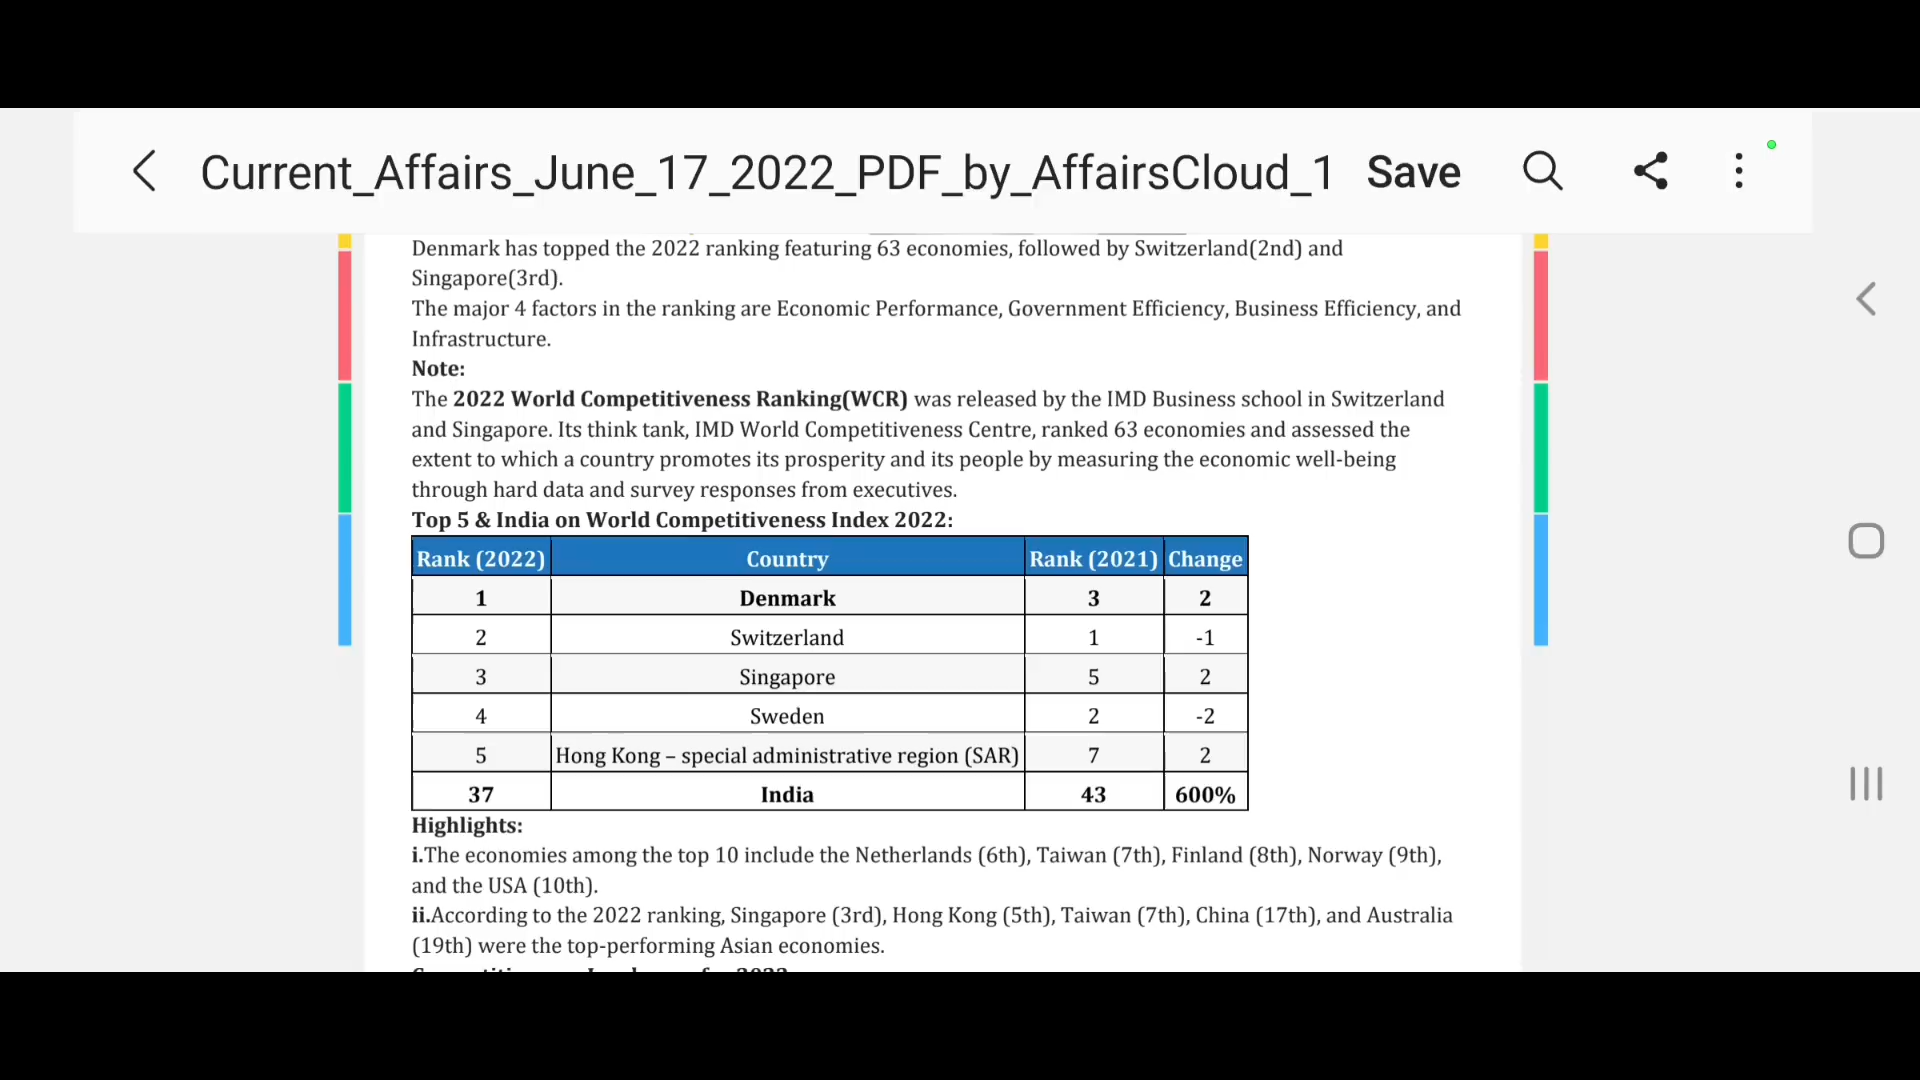 Current_Affairs_June_17_2022_PDF_by_AffairsCloud_1 Save
Denmark has topped the 2022 ranking featuring 63 economies, followed by Switzerland(2nd) and
Singapore(3rd).
The major 4 factors in the ranking are Economic Performance, Government Efficiency, Business Efficiency, and
Infrastructure.
Note:
The 2022 World Competitiveness Ranking(WCR) was released by the IMD Business school in Switzerland
and Singapore. Its think tank, IMD World Competitiveness Centre, ranked 63 economies and assessed the
extent to which a country promotes its prosperity and its people by measuring the economic well-being
through hard data and survey responses from executives.
Top 5 & India on World Competitiveness Index 2022:
Rank (2022) Country Rank (2021) Change
1 Denmark 3 2
2 Switzerland 1 -1
3 Singapore 5 2
4 Sweden 2 -2
5 Hong Kong – special administrative region (SAR) 7 2
37 India 43 600%
Highlights:
i.The economies among the top 10 include the Netherlands (6th), Taiwan (7th), Finland (8th), Norway (9th),
and the USA (10th).
ii.According to the 2022 ranking, Singapore (3rd), Hong Kong (5th), Taiwan (7th), China (17th), and Australia
(19th) were the top-performing Asian economies.